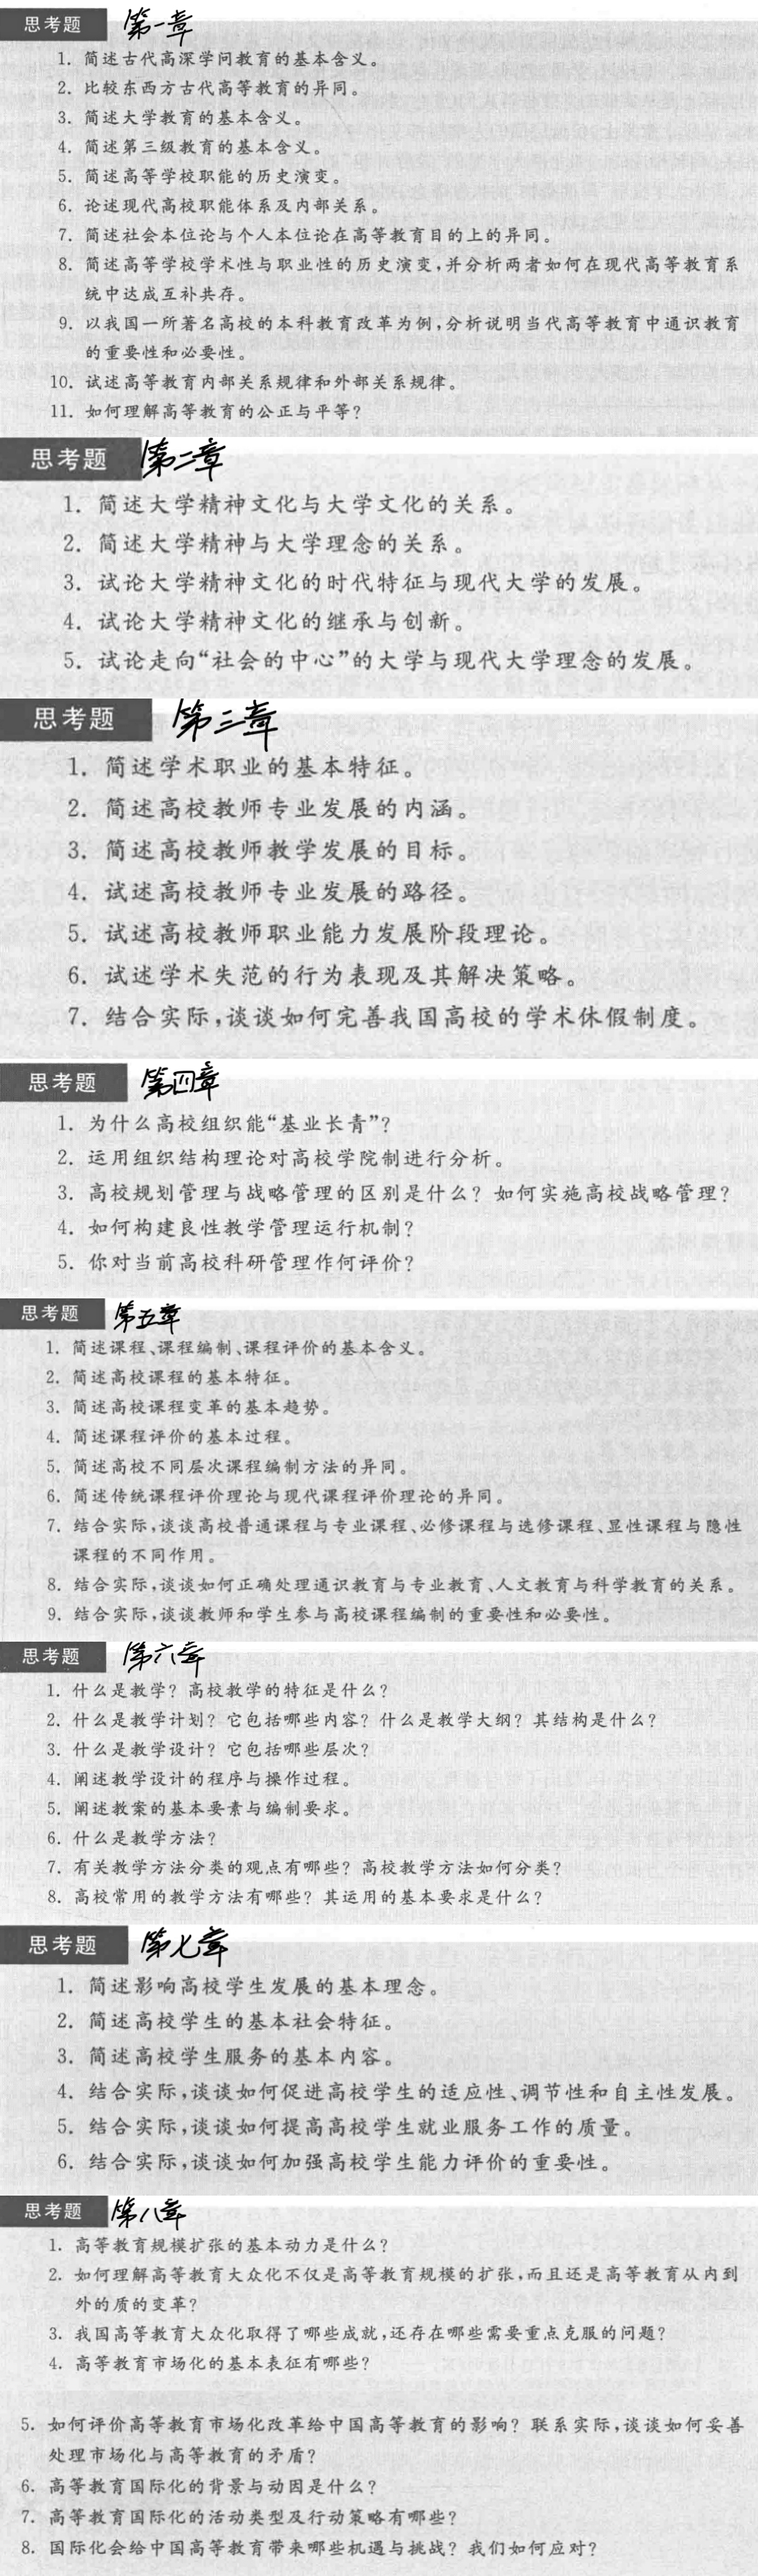 思考题 第一章
1. 简述古代高深学问教育的基本含义。
2. 比较东西方古代高等教育的异同。
3. 简述大学教育的基本含义。
4. 简述第三级教育的基本含义。
5. 简述高等学校职能的历史演变。
6. 论述现代高校职能体系及内部关系。
7. 简述社会本位论与个人本位论在高等教育目的上的异同。
8. 简述高等学校学术性与职业性的历史演变,并分析两者如何在现代高等教育系
统中达成互补共存。
9. 以我国一所著名高校的本科教育改革为例,分析说明当代高等教育中通识教育
的重要性和必要性。
10. 试述高等教育内部关系规律和外部关系规律。
11. 如何理解高等教育的公正与平等?
思考题 第二章
1. 简述大学精神文化与大学文化的关系。
2. 简述大学精神与大学理念的关系。
3. 试论大学精神文化的时代特征与现代大学的发展。
4. 试论大学精神文化的继承与创新。
5. 试论走向“社会的中心”的大学与现代大学理念的发展。
思考题 第三章
1. 简述学术职业的基本特征。
2. 简述高校教师专业发展的内涵。
3. 简述高校教师教学发展的目标。
4. 试述高校教师专业发展的路径。
5. 试述高校教师职业能力发展阶段理论。
6. 试述学术失范的行为表现及其解决策略。
7. 结合实际,谈谈如何完善我国高校的学术休假制度。
思考题 第四章
1. 为什么高校组织能“基业长青”?
2. 运用组织结构理论对高校学院制进行分析。
3. 高校规划管理与战略管理的区别是什么? 如何实施高校战略管理?
4. 如何构建良性教学管理运行机制?
5. 你对当前高校科研管理作何评价?
思考题 第五章
1. 简述课程、课程编制、课程评价的基本含义。
2. 简述高校课程的基本特征。
3. 简述高校课程变革的基本趋势。
4. 简述课程评价的基本过程。
5. 简述高校不同层次课程编制方法的异同。
6. 简述传统课程评价理论与现代课程评价理论的异同。
7. 结合实际,谈谈高校普通课程与专业课程、必修课程与选修课程、显性课程与隐性
课程的不同作用。
8. 结合实际,谈谈如何正确处理通识教育与专业教育、人文教育与科学教育的关系。
9. 结合实际,谈谈教师和学生参与高校课程编制的重要性和必要性。
思考题 第六章
1. 什么是教学? 高校教学的特征是什么?
2. 什么是教学计划? 它包括哪些内容? 什么是教学大纲? 其结构是什么?
3. 什么是教学设计? 它包括哪些层次?
4. 阐述教学设计的程序与操作过程。
5. 阐述教案的基本要素与编制要求。
6. 什么是教学方法?
7. 有关教学方法分类的观点有哪些? 高校教学方法如何分类?
8. 高校常用的教学方法有哪些? 其运用的基本要求是什么?
思考题 第七章
1. 简述影响高校学生发展的基本理念。
2. 简述高校学生的基本社会特征。
3. 简述高校学生服务的基本内容。
4. 结合实际,谈谈如何促进高校学生的适应性、调节性和自主性发展。
5. 结合实际,谈谈如何提高高校学生就业服务工作的质量。
6. 结合实际,谈谈如何加强高校学生能力评价的重要性。
思考题 第八章
1. 高等教育规模扩张的基本动力是什么?
2. 如何理解高等教育大众化不仅是高等教育规模的扩张,而且还是高等教育从内到
外的质的变革?
3. 我国高等教育大众化取得了哪些成就,还存在哪些需要重点克服的问题?
4. 高等教育市场化的基本表征有哪些?
5. 如何评价高等教育市场化改革给中国高等教育的影响? 联系实际,谈谈如何妥善
处理市场化与高等教育的矛盾?
6. 高等教育国际化的背景与动因是什么?
7. 高等教育国际化的活动类型及行动策略有哪些?
8. 国际化会给中国高等教育带来哪些机遇与挑战? 我们如何应对?